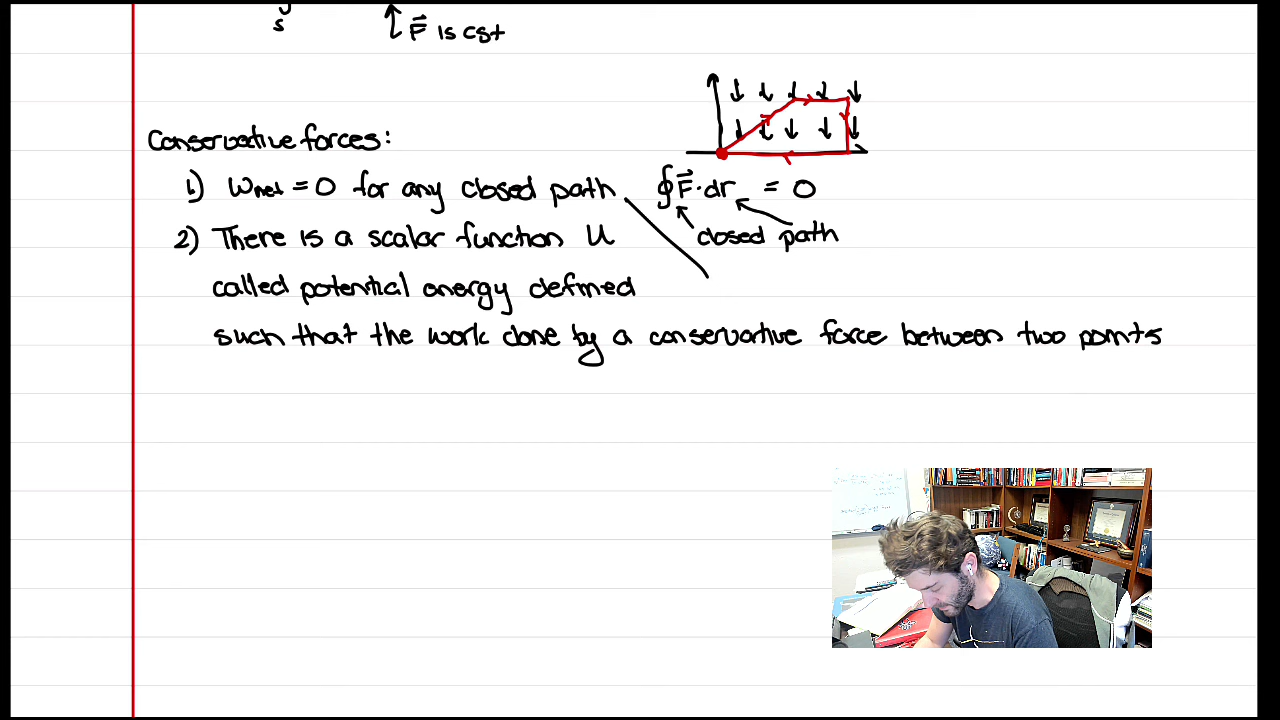 F⃗ is cst
s
Conservative forces:
1.) Wnet = 0 for any closed path ∮F⃗·dr = 0
closed path
2) There is a scalar function U
called potential energy defined
such that the work done by a conservative force between two points